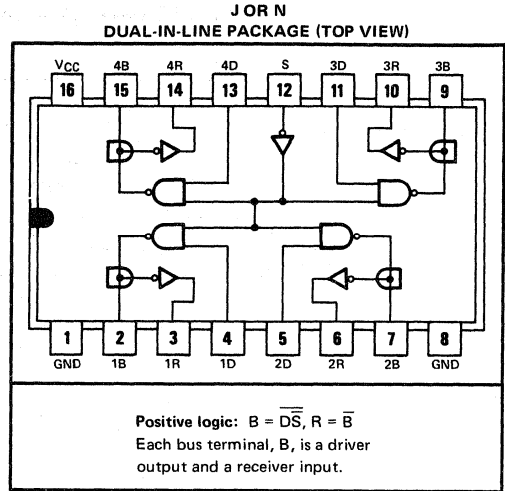 J OR N
DUAL-IN-LINE PACKAGE (TOP VIEW)
VCC 4B 4R 4D S 3D 3R 3B
16 15 14 13 12 11 10 9
1 2 3 4 5 6 7 8
GND 1B 1R 1D 2D 2R 2B GND
Positive logic: B = D̅S̅̅, R = B̅
Each bus terminal, B, is a driver
output and a receiver input.